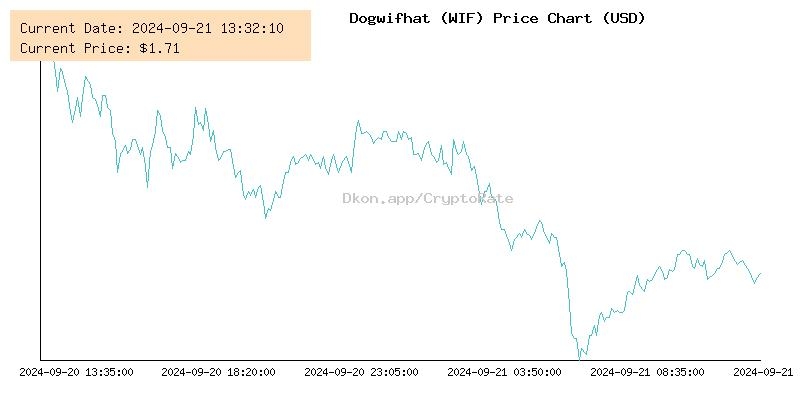 Dogwifhat (WIF) Price Chart (USD)
Current Date: 2024-09-21 13:32:10
Current Price: $1.71
Dkon.app/CryptoRate
2024-09-20 13:35:00 2024-09-20 18:20:00 2024-09-20 23:05:00 2024-09-21 03:50:00 2024-09-21 08:35:00 2024-09-21